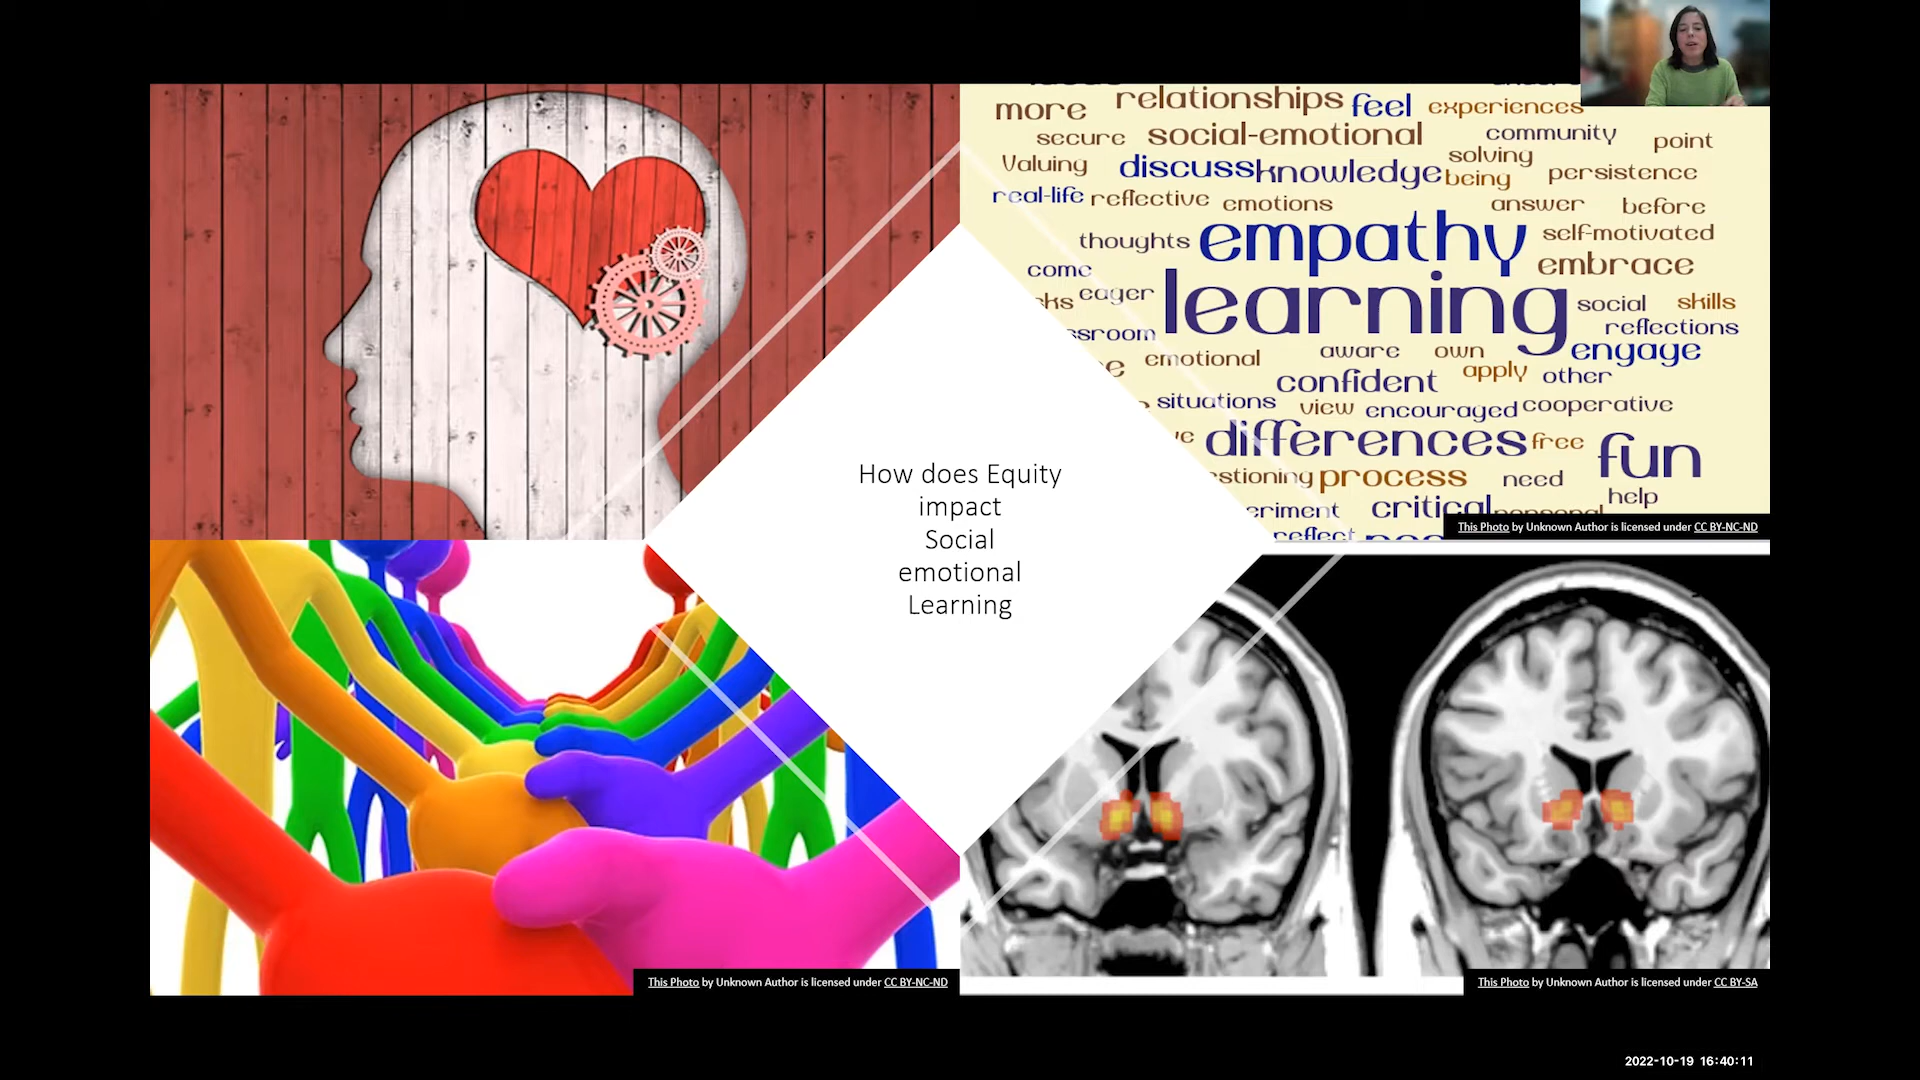 more relationships feel experiences
secure social-emotional community point
Valuing discuss knowledge solving being persistence
real-life reflective emotions answer before
thoughts empathy self-motivated
come learning embrace
eager social skills
reflections
emotional aware own engage
confident apply other
situations view encouraged cooperative
differences free fun
process need
critical help
reflect
This Photo by Unknown Author is licensed under CC BY-NC-ND
How does Equity
impact
Social
emotional
Learning
This Photo by Unknown Author is licensed under CC BY-NC-ND
This Photo by Unknown Author is licensed under CC BY-SA
2022-10-19 16:40:11